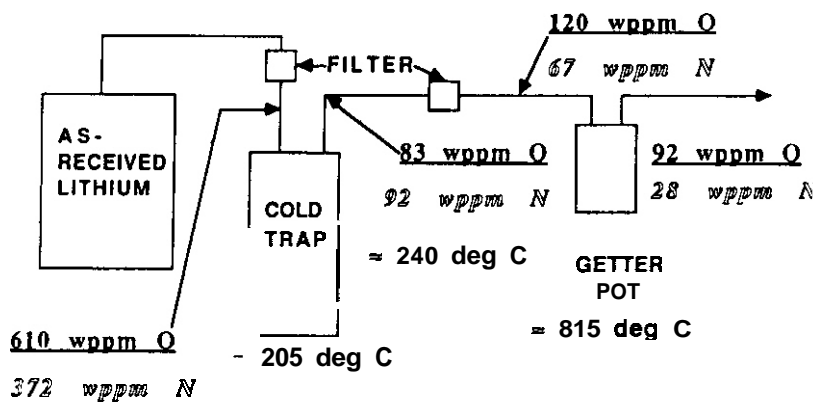 120 wppm O
67 wppm N
FILTER
AS-
RECEIVED
LITHIUM
83 wppm O
92 wppm N
92 wppm O
28 wppm N
COLD
TRAP
≈ 240 deg C
GETTER
POT
≈ 815 deg C
610 wppm O
372 wppm N
- 205 deg C